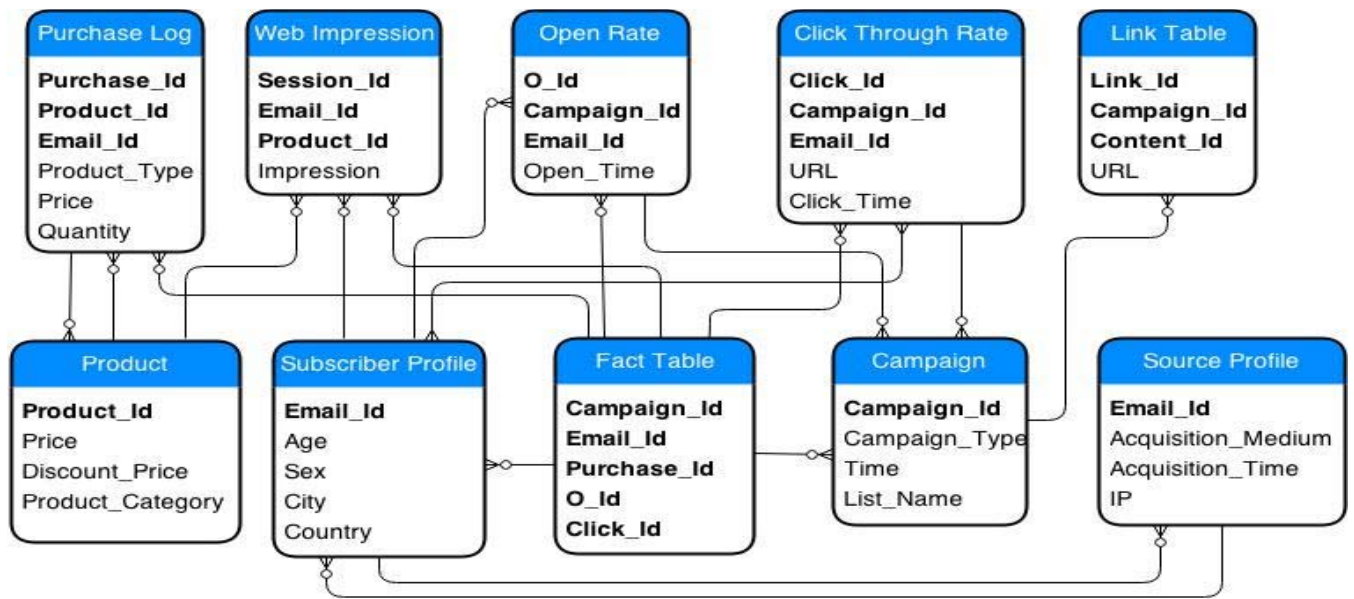 Purchase Log
Purchase_Id
Product_Id
Email_Id
Product_Type
Price
Quantity
Web Impression
Session_Id
Email_Id
Product_Id
Impression
Open Rate
O_Id
Campaign_Id
Email_Id
Open_Time
Click Through Rate
Click_Id
Campaign_Id
Email_Id
URL
Click_Time
Link Table
Link_Id
Campaign_Id
Content_Id
URL
Product
Product_Id
Price
Discount_Price
Product_Category
Subscriber Profile
Email_Id
Age
Sex
City
Country
Fact Table
Campaign_Id
Email_Id
Purchase_Id
O_Id
Click_Id
Campaign
Campaign_Id
Campaign_Type
Time
List_Name
Source Profile
Email_Id
Acquisition_Medium
Acquisition_Time
IP